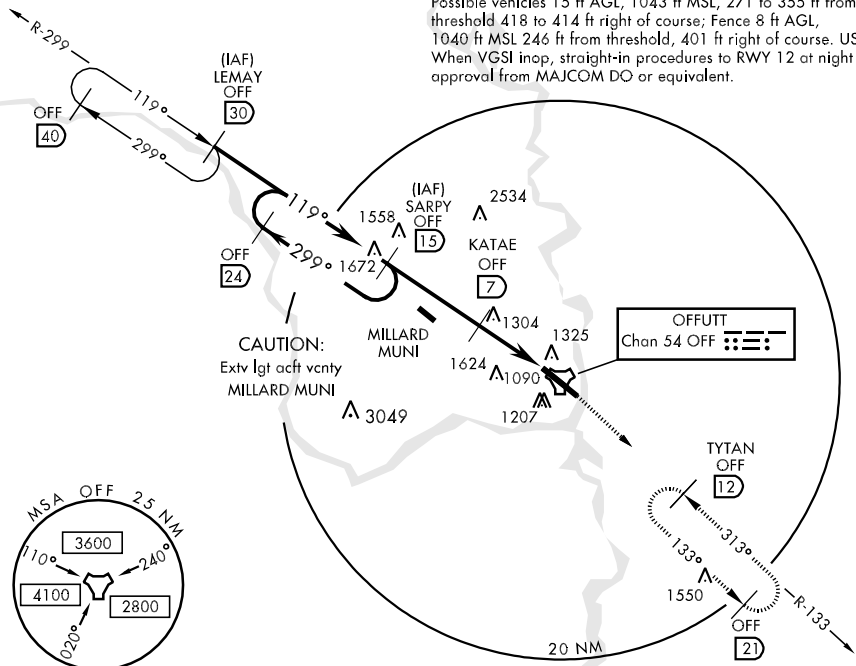 Possible vehicles 15 ft AGL, 1043 ft MSL, 271 to 355 ft from
threshold 418 to 414 ft right of course; Fence 8 ft AGL,
1040 ft MSL 246 ft from threshold, 401 ft right of course.
When VGSI inop, straight-in procedures to RWY 12 at night
approval from MAJCOM DO or equivalent.
R-299
(IAF)
LEMAY
OFF
30
119°
OFF
40
299°
119°
(IAF)
SARPY
OFF
15
1558
2534
1672
299°
OFF
24
KATAE
OFF
7
1304
1325
OFFUTT
Chan 54 OFF
MILLARD
MUNI
CAUTION:
Extv lgt acft vcnty
MILLARD MUNI
1624
1090
1207
3049
TYTAN
OFF
12
313°
133°
1550
R-133
OFF
21
20 NM
MSA OFF 25 NM
3600
110°
240°
4100
2800
020°